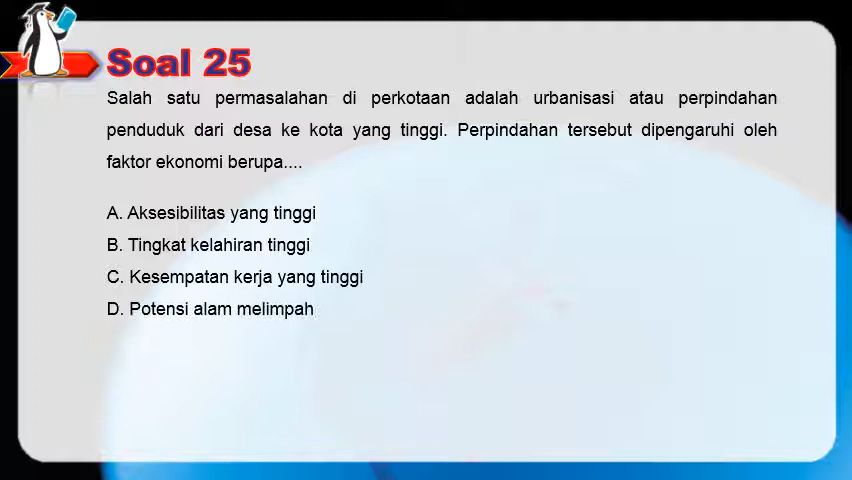 Soal 25
Salah satu permasalahan di perkotaan adalah urbanisasi atau perpindahan
penduduk dari desa ke kota yang tinggi. Perpindahan tersebut dipengaruhi oleh
faktor ekonomi berupa....
A. Aksesibilitas yang tinggi
B. Tingkat kelahiran tinggi
C. Kesempatan kerja yang tinggi
D. Potensi alam melimpah